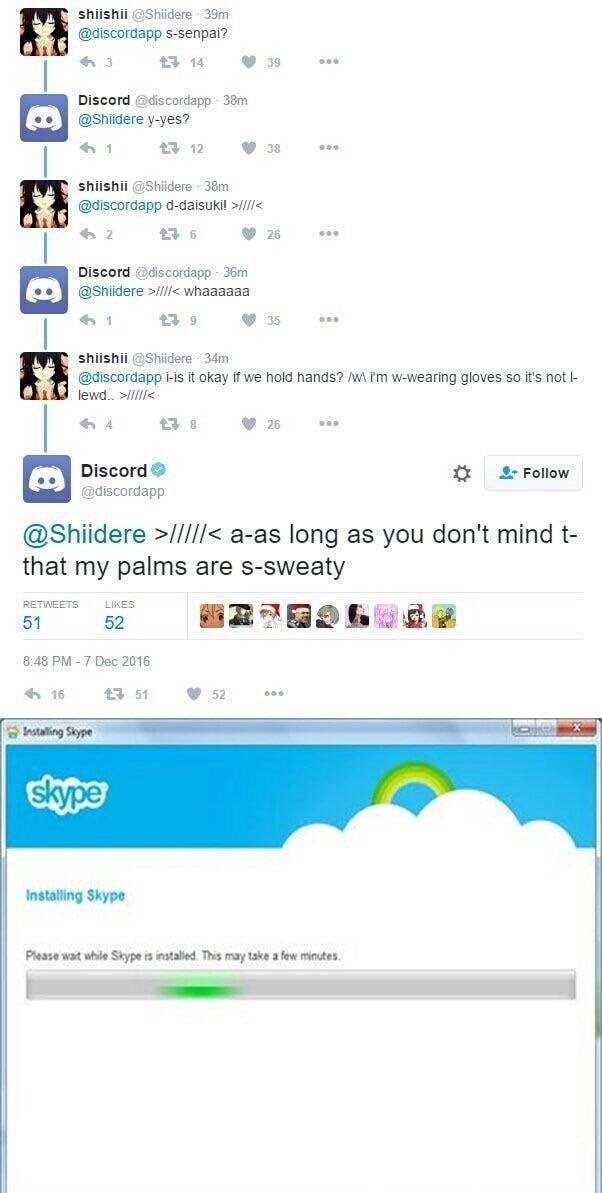 shiishii @Shiidere · 39m
@discordapp s-senpai?
3 14 39
Discord @discordapp · 38m
@Shiidere y-yes?
1 12 38
shiishii @Shiidere · 38m
@discordapp d-daisuki! >////<
2 6 26
Discord @discordapp · 36m
@Shiidere >////< whaaaaaa
1 9 35
shiishii @Shiidere · 34m
@discordapp i-is it okay if we hold hands? /w\ i'm w-wearing gloves so it's not l-
lewd.. >/////<
4 8 26
Discord
@discordapp
Follow
@Shiidere >/////< a-as long as you don't mind t-
that my palms are s-sweaty
RETWEETS LIKES
51 52
8:48 PM - 7 Dec 2016
16 51 52
Installing Skype
skype
Installing Skype
Please wait while Skype is installed. This may take a few minutes.